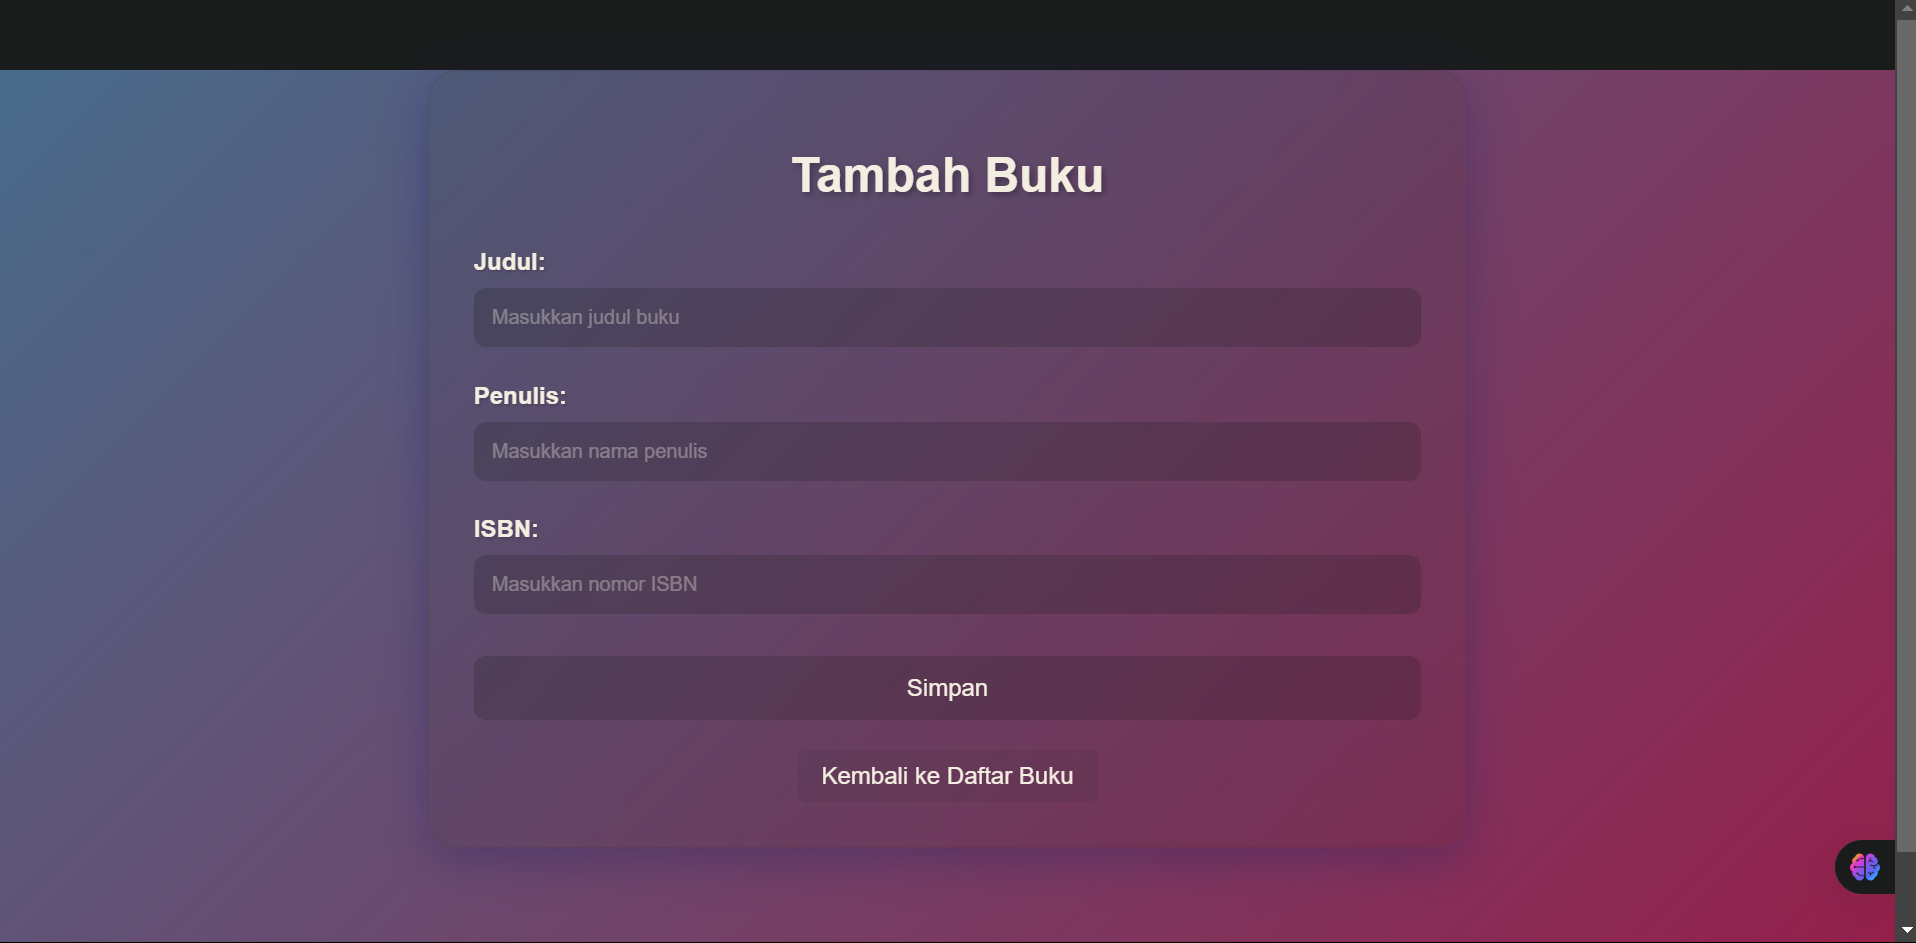 Tambah Buku
Judul:
Masukkan judul buku
Penulis:
Masukkan nama penulis
ISBN:
Masukkan nomor ISBN
Simpan
Kembali ke Daftar Buku